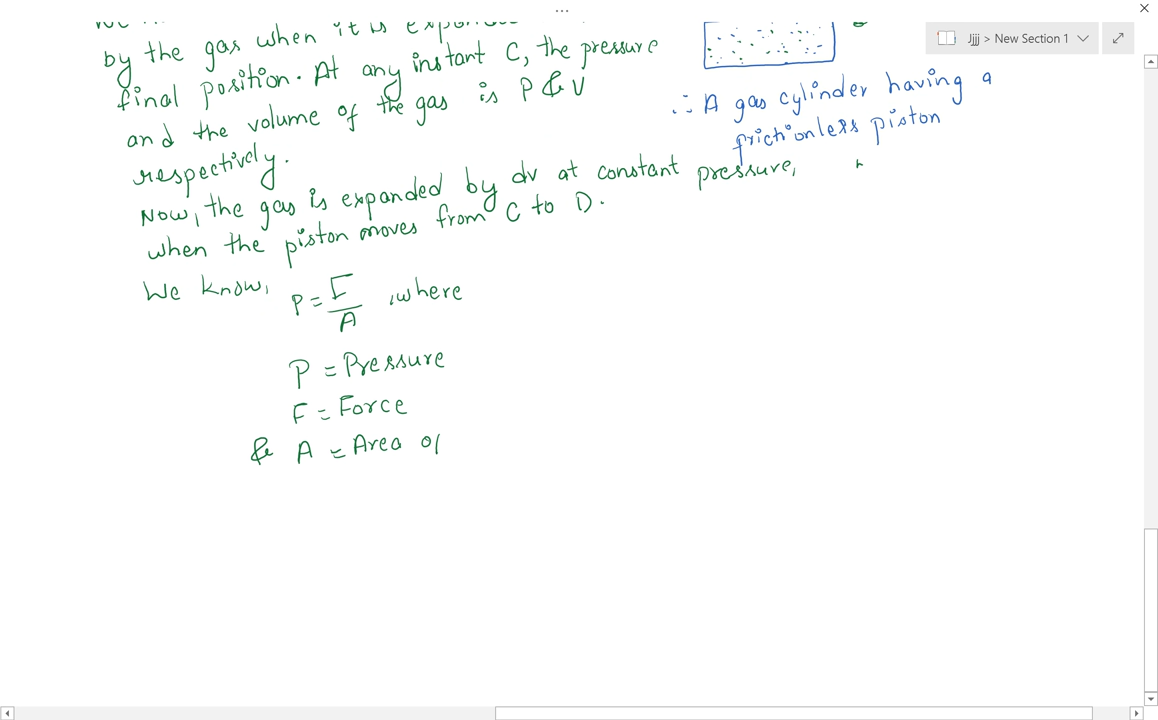 by the gas when it is
final position. At any instant C, the pressure
and the volume of the gas is P & V
respectively.
Now, the gas is expanded by dv at constant pressure,
when the piston moves from C to D.
We know, P = F/A , where
P = Pressure
F = Force
& A = Area of
∴ A gas cylinder having a
frictionless piston
Jjjj > New Section 1